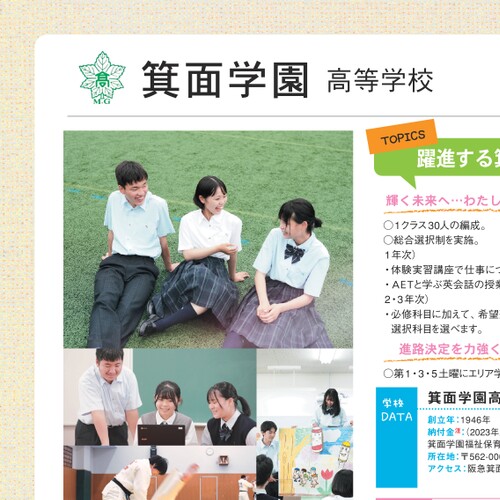 高
M.G
箕面学園 高等学校
TOPICS
躍進する
輝く未来へ…わたし
○1クラス30人の編成。
○総合選択制を実施。
1年次）
・体験実習講座で仕事につ
・AETと学ぶ英会話の授業
2・3年次）
・必修科目に加えて、希望
選択科目を選べます。
進路決定を力強く
○第1・3・5土曜にエリア学
学校
DATA
箕面学園高
創立年：1946年
納付金注：（2023年
箕面学園福祉保育
所在地：〒562-00
アクセス：阪急箕面